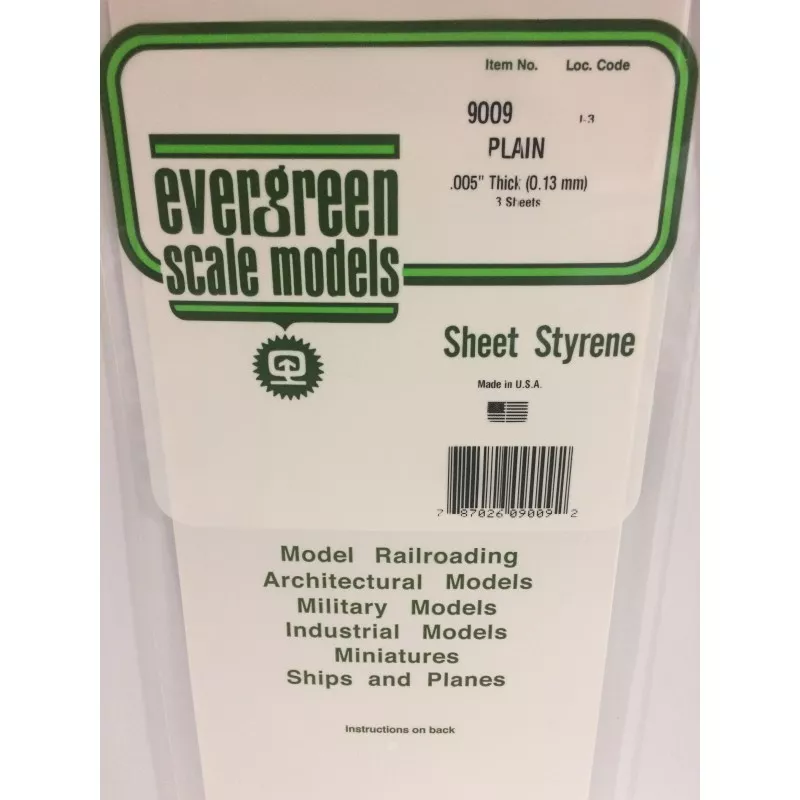 Item No. Loc. Code
9009 I-3
PLAIN
.005" Thick (0.13 mm)
3 Sheets
evergreen
scale models
Sheet Styrene
Made in U.S.A.
7 87026 09009 2
Model Railroading
Architectural Models
Military Models
Industrial Models
Miniatures
Ships and Planes
Instructions on back